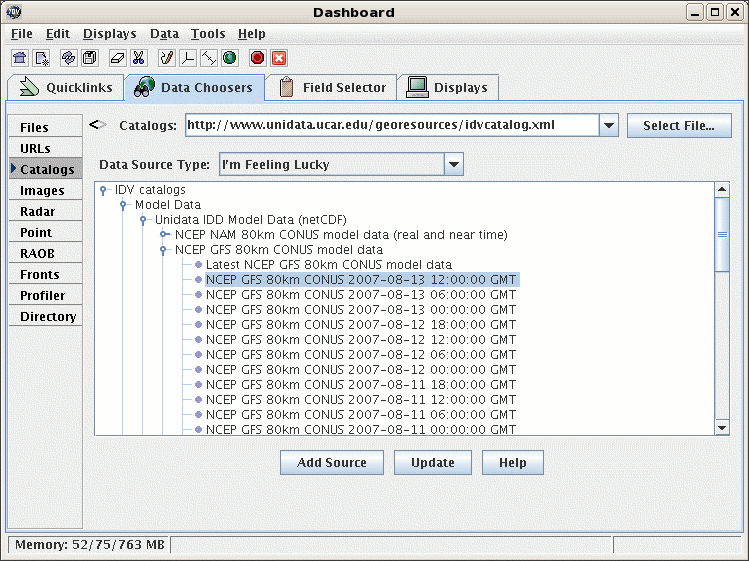 Dashboard
File Edit Displays Data Tools Help
Quicklinks Data Choosers Field Selector Displays
Files
URLs
Catalogs
Images
Radar
Point
RAOB
Fronts
Profiler
Directory
Catalogs: http://www.unidata.ucar.edu/georesources/idvcatalog.xml Select File...
Data Source Type: I'm Feeling Lucky
IDV catalogs
Model Data
Unidata IDD Model Data (netCDF)
NCEP NAM 80km CONUS model data (real and near time)
NCEP GFS 80km CONUS model data
Latest NCEP GFS 80km CONUS model data
NCEP GFS 80km CONUS 2007-08-13 12:00:00 GMT
NCEP GFS 80km CONUS 2007-08-13 06:00:00 GMT
NCEP GFS 80km CONUS 2007-08-13 00:00:00 GMT
NCEP GFS 80km CONUS 2007-08-12 18:00:00 GMT
NCEP GFS 80km CONUS 2007-08-12 12:00:00 GMT
NCEP GFS 80km CONUS 2007-08-12 06:00:00 GMT
NCEP GFS 80km CONUS 2007-08-12 00:00:00 GMT
NCEP GFS 80km CONUS 2007-08-11 18:00:00 GMT
NCEP GFS 80km CONUS 2007-08-11 12:00:00 GMT
NCEP GFS 80km CONUS 2007-08-11 06:00:00 GMT
NCEP GFS 80km CONUS 2007-08-11 00:00:00 GMT
Add Source Update Help
Memory: 52/75/763 MB